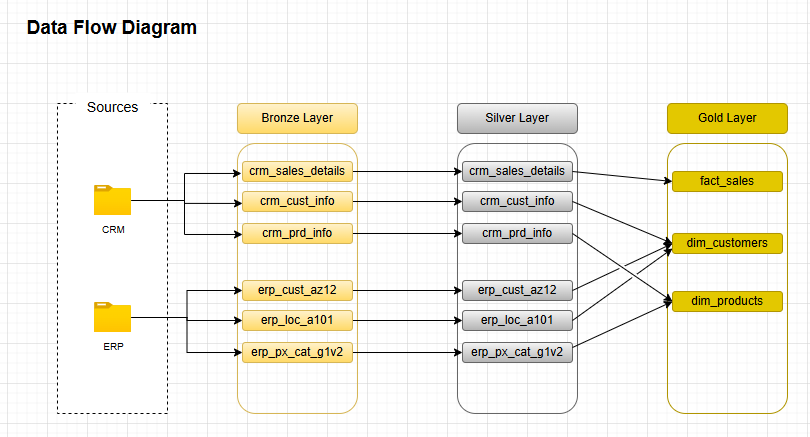 Data Flow Diagram
Sources
Bronze Layer
Silver Layer
Gold Layer
CRM
ERP
crm_sales_details
crm_cust_info
crm_prd_info
erp_cust_az12
erp_loc_a101
erp_px_cat_g1v2
crm_sales_details
crm_cust_info
crm_prd_info
erp_cust_az12
erp_loc_a101
erp_px_cat_g1v2
fact_sales
dim_customers
dim_products